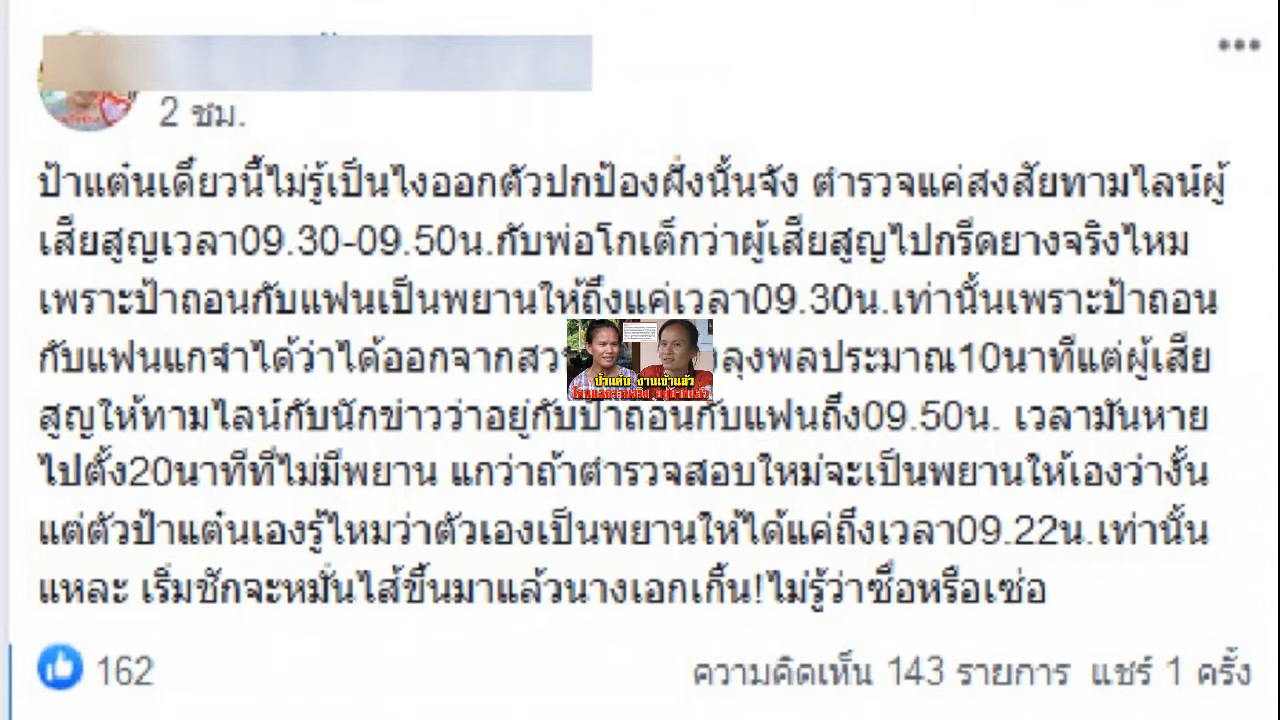 2 ชม.
ป้าแต๋นเดี๋ยวนี้ไม่รู้เป็นไงออกตัวปกป้องฝั่งนั้นจัง ตำรวจแค่สงสัยทามไลน์ผู้
เสียสูญเวลา09.30-09.50น.กับพ่อโกเต็กว่าผู้เสียสูญไปกรีดยางจริงไหม
เพราะป้าถอนกับแฟนเป็นพยานให้ถึงแค่เวลา09.30น.เท่านั้นเพราะป้าถอน
กับแฟนแกจำได้ว่าได้ออกจากสว ลุงพลประมาณ10นาทีแต่ผู้เสีย
ป้าแต๋น งานเข้าแล้ว
สูญให้ทามไลน์กับนักข่าวว่าอยู่กับป้าถอนกับแฟนถึง09.50น. เวลามันหาย
ไปตั้ง20นาทีที่ไม่มีพยาน แกว่าถ้าตำรวจสอบใหม่จะเป็นพยานให้เองว่างั้น
แต่ตัวป้าแต๋นเองรู้ไหมว่าตัวเองเป็นพยานให้ได้แค่ถึงเวลา09.22น.เท่านั้น
แหละ เริ่มชักจะหมั่นไส้ขึ้นมาแล้วนางเอกเกิ้น!ไม่รู้ว่าซื่อหรือเซ่อ
162
ความคิดเห็น 143 รายการ แชร์ 1 ครั้ง